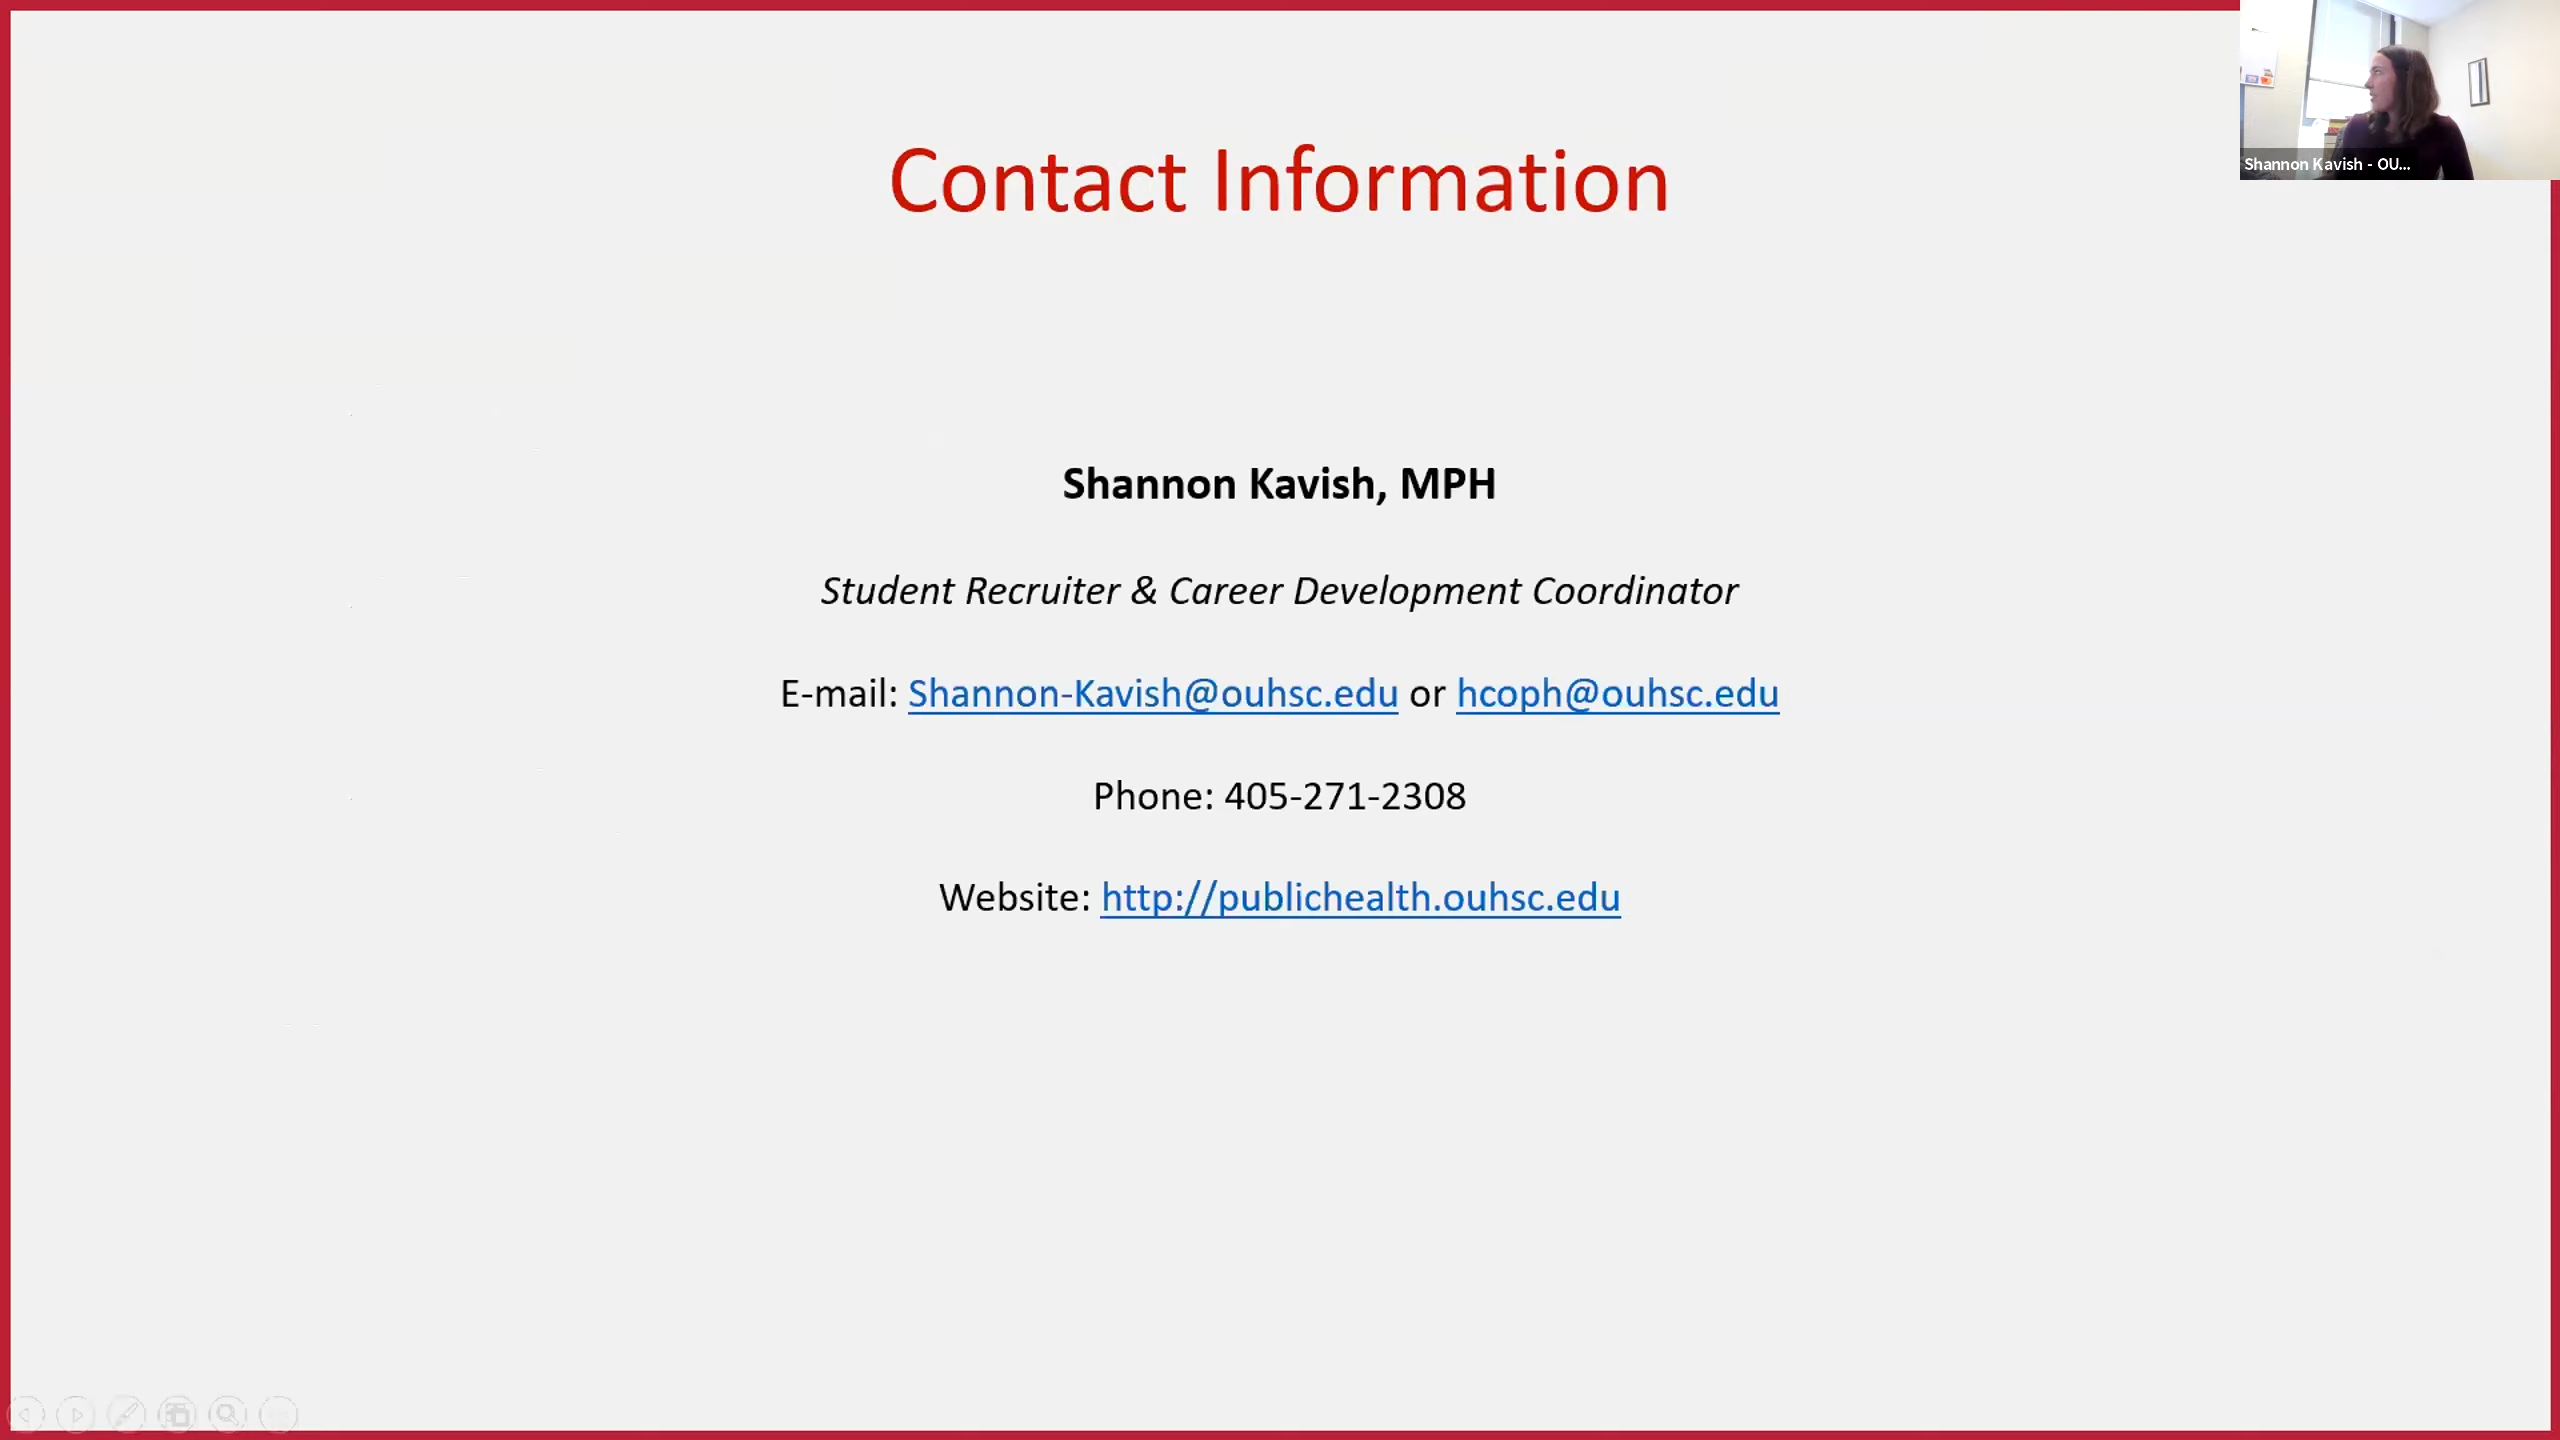 Contact Information
Shannon Kavish - OU...
Shannon Kavish, MPH
Student Recruiter & Career Development Coordinator
E-mail: Shannon-Kavish@ouhsc.edu or hcoph@ouhsc.edu
Phone: 405-271-2308
Website: http://publichealth.ouhsc.edu